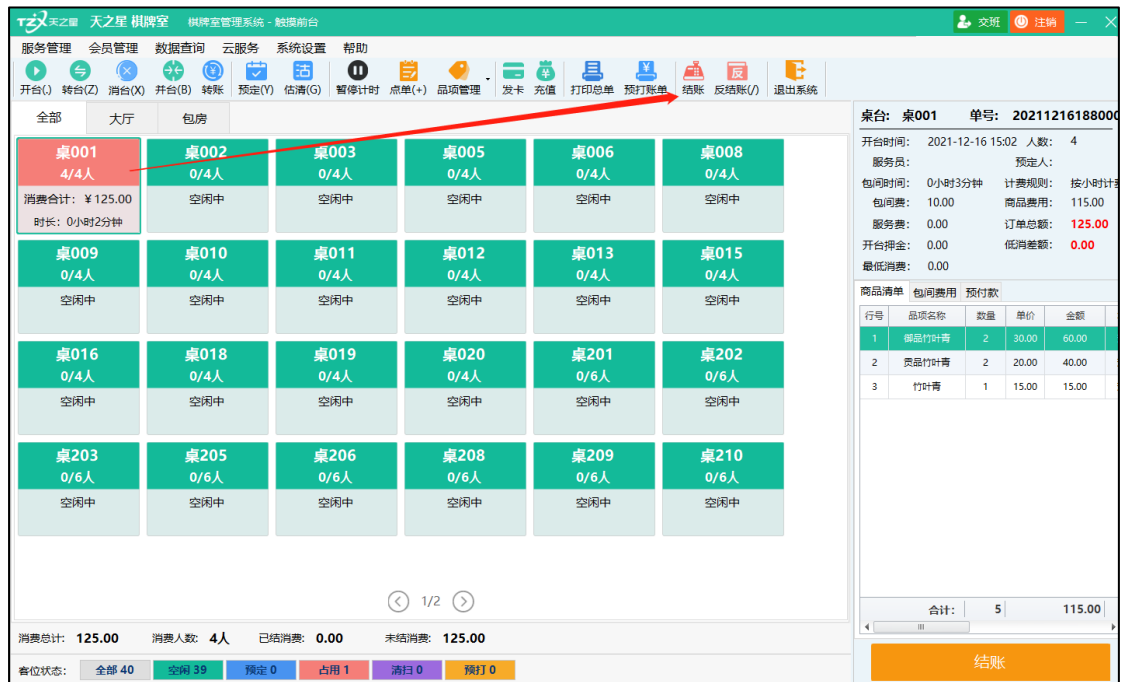 TZX天之星 天之星 棋牌室 棋牌室管理系统 - 触摸前台 交班 注销
服务管理 会员管理 数据查询 云服务 系统设置 帮助
开台(.) 转台(Z) 消台(X) 并台(B) 转账 预定(Y) 估清(G) 暂停计时 点单(+) 品项管理 发卡 充值 打印总单 预打账单 结账 反结账(/) 退出系统
全部 大厅 包房
桌001 桌002 桌003 桌005 桌006 桌008
4/4人 0/4人 0/4人 0/4人 0/4人 0/4人
消费合计: ¥125.00 空闲中 空闲中 空闲中 空闲中 空闲中
时长: 0小时2分钟
桌009 桌010 桌011 桌012 桌013 桌015
0/4人 0/4人 0/4人 0/4人 0/4人 0/4人
空闲中 空闲中 空闲中 空闲中 空闲中 空闲中
桌016 桌018 桌019 桌020 桌201 桌202
0/4人 0/4人 0/4人 0/4人 0/6人 0/6人
空闲中 空闲中 空闲中 空闲中 空闲中 空闲中
桌203 桌205 桌206 桌208 桌209 桌210
0/6人 0/6人 0/6人 0/6人 0/6人 0/6人
空闲中 空闲中 空闲中 空闲中 空闲中 空闲中
1/2
消费总计: 125.00 消费人数: 4人 已结消费: 0.00 未结消费: 125.00
客位状态: 全部 40 空闲 39 预定 0 占用 1 清扫 0 预打 0
桌台: 桌001 单号: 20211216188000
开台时间: 2021-12-16 15:02 人数: 4
服务员: 预定人:
包间时间: 0小时3分钟 计费规则: 按小时计
包间费: 10.00 商品费用: 115.00
服务费: 0.00 订单总额: 125.00
开台押金: 0.00 低消差额: 0.00
最低消费: 0.00
商品清单 包间费用 预付款
行号 品项名称 数量 单价 金额
1 御品竹叶青 2 30.00 60.00
2 贡品竹叶青 2 20.00 40.00
3 竹叶青 1 15.00 15.00
合计: 5 115.00
结账